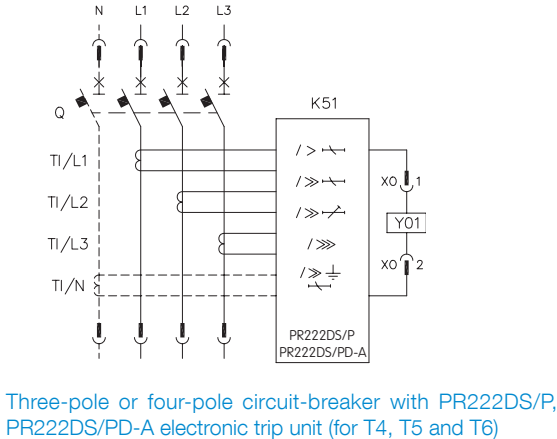 N L1 L2 L3
Q
K51
TI/L1
TI/L2
TI/L3
TI/N
X0 1
Y01
X0 2
PR222DS/P
PR222DS/PD-A
Three-pole or four-pole circuit-breaker with PR222DS/P,
PR222DS/PD-A electronic trip unit (for T4, T5 and T6)